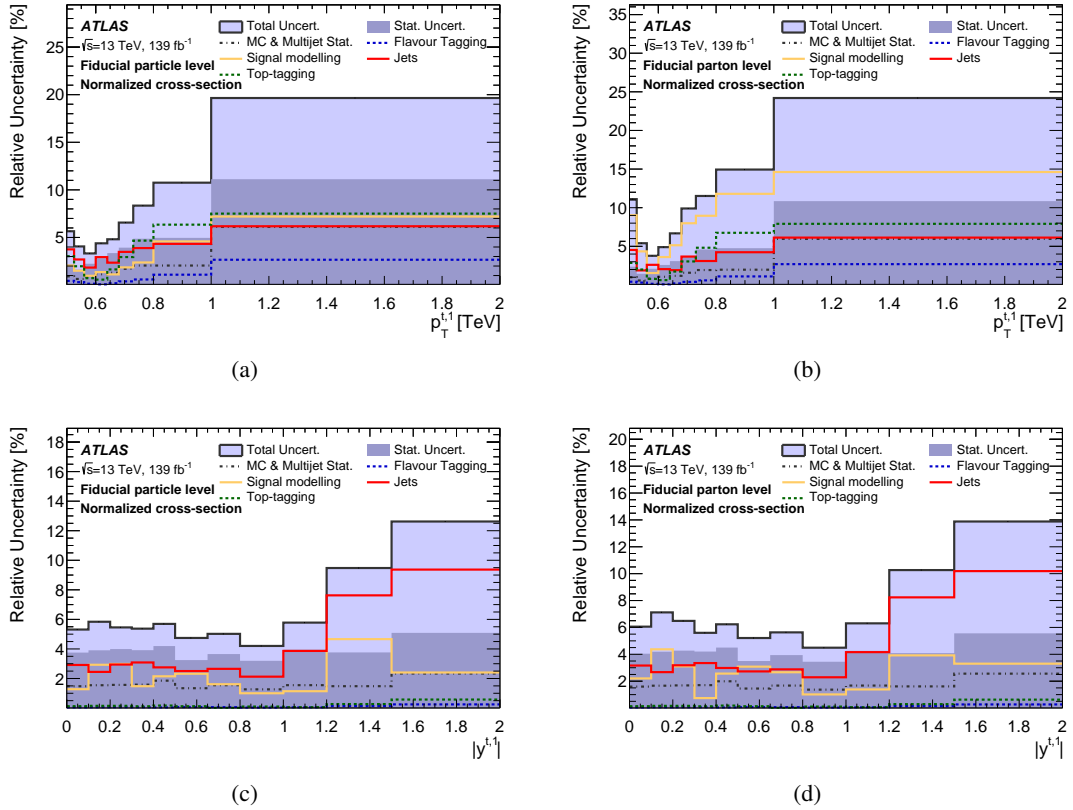 Relative Uncertainty [%]
ATLAS
√s=13 TeV, 139 fb-1
Fiducial particle level
Normalized cross-section
Total Uncert.
Stat. Uncert.
MC & Multijet Stat.
Flavour Tagging
Signal modelling
Jets
Top-tagging
25
20
15
10
5
0.6 0.8 1 1.2 1.4 1.6 1.8 2
p_T^{t,1} [TeV]
(a)
Relative Uncertainty [%]
ATLAS
√s=13 TeV, 139 fb-1
Fiducial parton level
Normalized cross-section
Total Uncert.
Stat. Uncert.
MC & Multijet Stat.
Flavour Tagging
Signal modelling
Jets
Top-tagging
35
30
25
20
15
10
5
0.6 0.8 1 1.2 1.4 1.6 1.8 2
p_T^{t,1} [TeV]
(b)
Relative Uncertainty [%]
ATLAS
√s=13 TeV, 139 fb-1
Fiducial particle level
Normalized cross-section
Total Uncert.
Stat. Uncert.
MC & Multijet Stat.
Flavour Tagging
Signal modelling
Jets
Top-tagging
18
16
14
12
10
8
6
4
2
0 0.2 0.4 0.6 0.8 1 1.2 1.4 1.6 1.8 2
|y^{t,1}|
(c)
Relative Uncertainty [%]
ATLAS
√s=13 TeV, 139 fb-1
Fiducial parton level
Normalized cross-section
Total Uncert.
Stat. Uncert.
MC & Multijet Stat.
Flavour Tagging
Signal modelling
Jets
Top-tagging
20
18
16
14
12
10
8
6
4
2
0 0.2 0.4 0.6 0.8 1 1.2 1.4 1.6 1.8 2
|y^{t,1}|
(d)